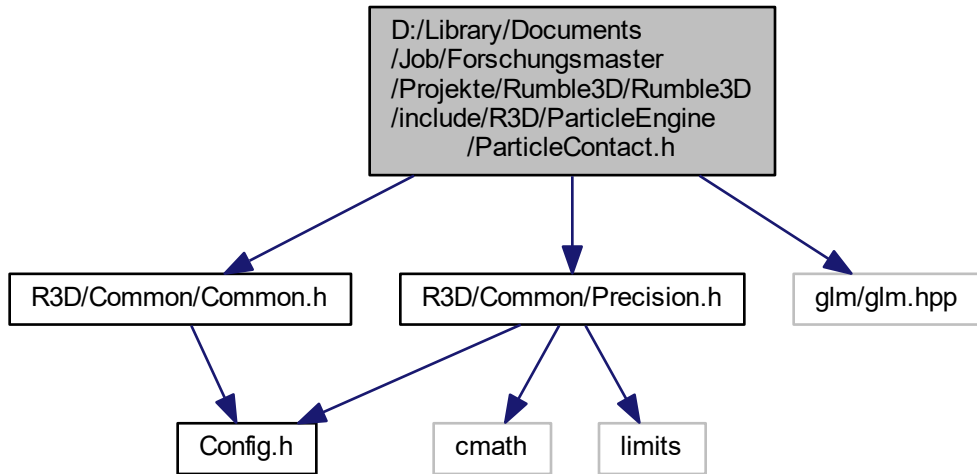 D:/Library/Documents
/Job/Forschungsmaster
/Projekte/Rumble3D/Rumble3D
/include/R3D/ParticleEngine
/ParticleContact.h
R3D/Common/Common.h
R3D/Common/Precision.h
glm/glm.hpp
Config.h
cmath
limits